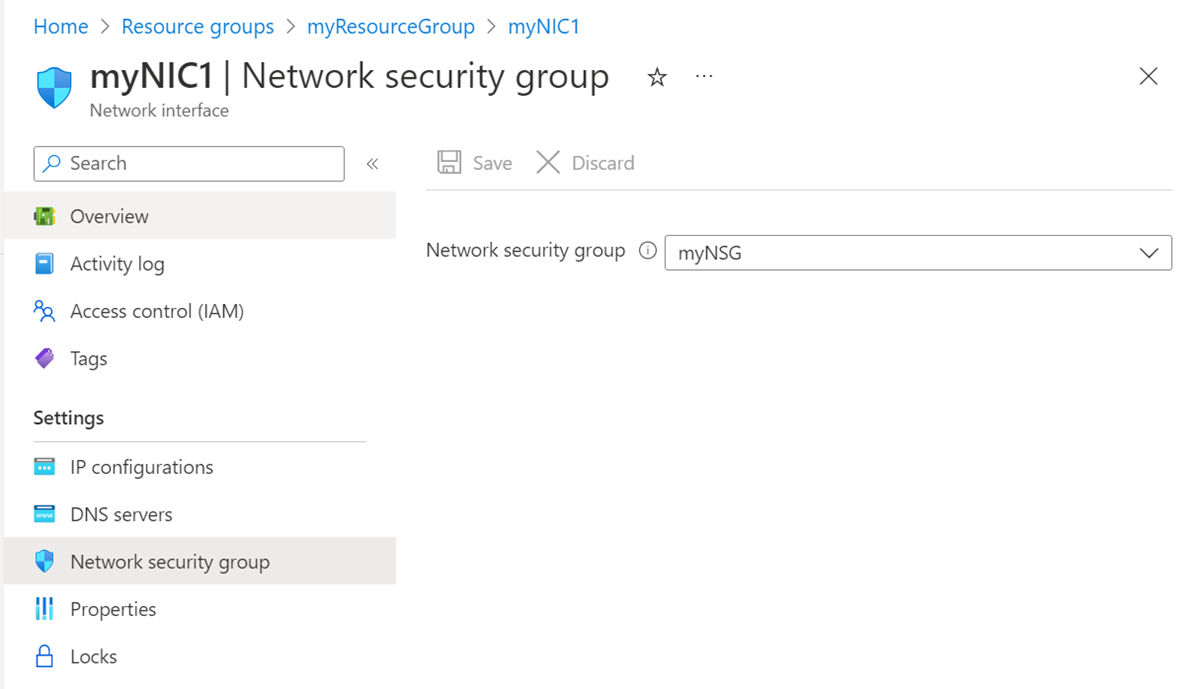 Home > Resource groups > myResourceGroup > myNIC1
myNIC1 | Network security group
Network interface
Search
Save
Discard
Overview
Activity log
Access control (IAM)
Tags
Settings
IP configurations
DNS servers
Network security group
Properties
Locks
Network security group
myNSG